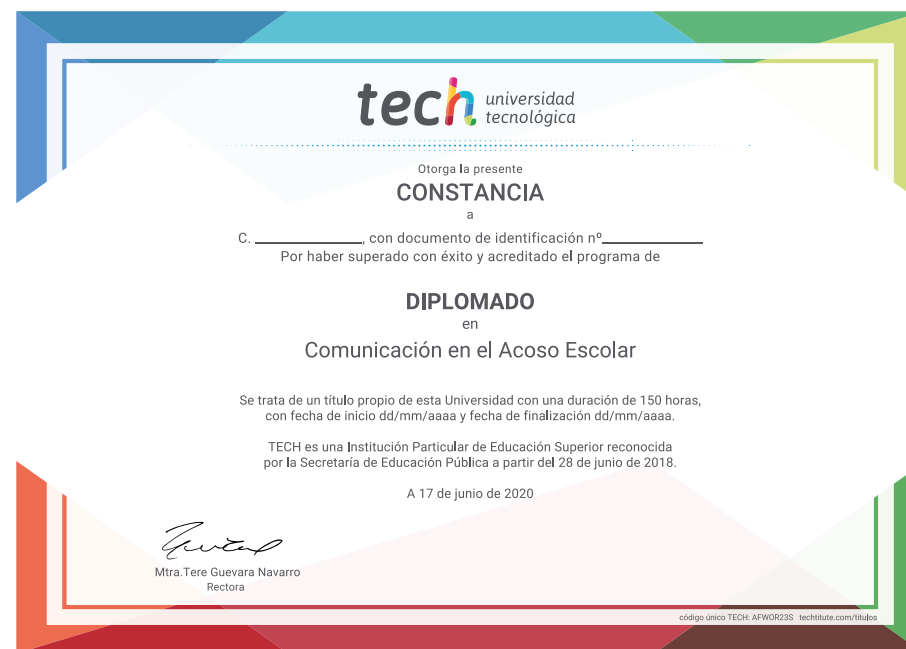 tech universidad
tecnológica
Otorga la presente
CONSTANCIA
a
C. ______________, con documento de identificación nº______________
Por haber superado con éxito y acreditado el programa de
DIPLOMADO
en
Comunicación en el Acoso Escolar
Se trata de un título propio de esta Universidad con una duración de 150 horas,
con fecha de inicio dd/mm/aaaa y fecha de finalización dd/mm/aaaa.
TECH es una Institución Particular de Educación Superior reconocida
por la Secretaría de Educación Pública a partir del 28 de junio de 2018.
A 17 de junio de 2020
Mtra.Tere Guevara Navarro
Rectora
código único TECH: AFWOR23S techtitute.com/titulos